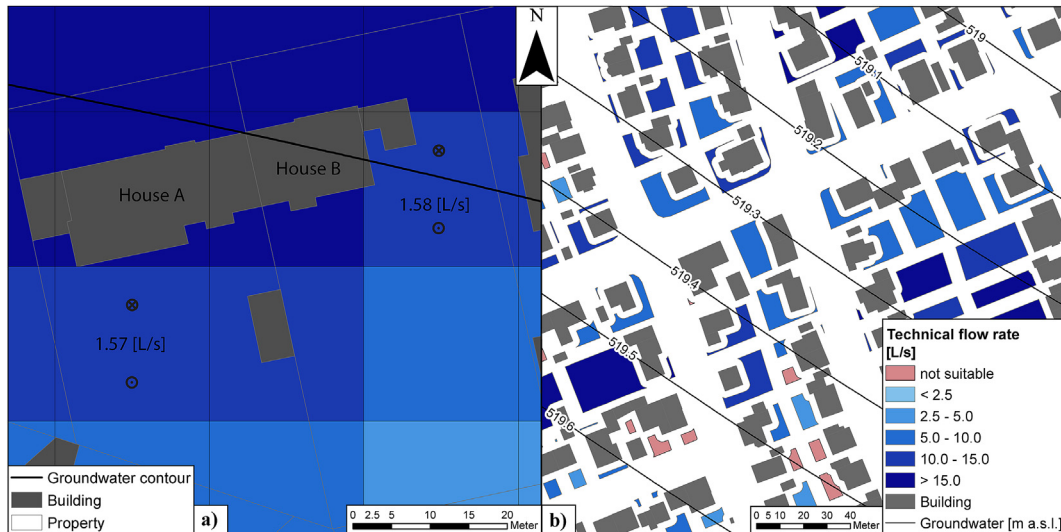 House A
House B
1.58 [L/s]
1.57 [L/s]
Groundwater contour
Building
Property
a)
0 2.5 5 10 15 20
Meter
N
519
519.1
519.2
519.3
519.4
519.5
519.6
Technical flow rate
[L/s]
not suitable
< 2.5
2.5 - 5.0
5.0 - 10.0
10.0 - 15.0
> 15.0
Building
Groundwater [m a.s.l.]
b)
0 5 10 20 30 40
Meter